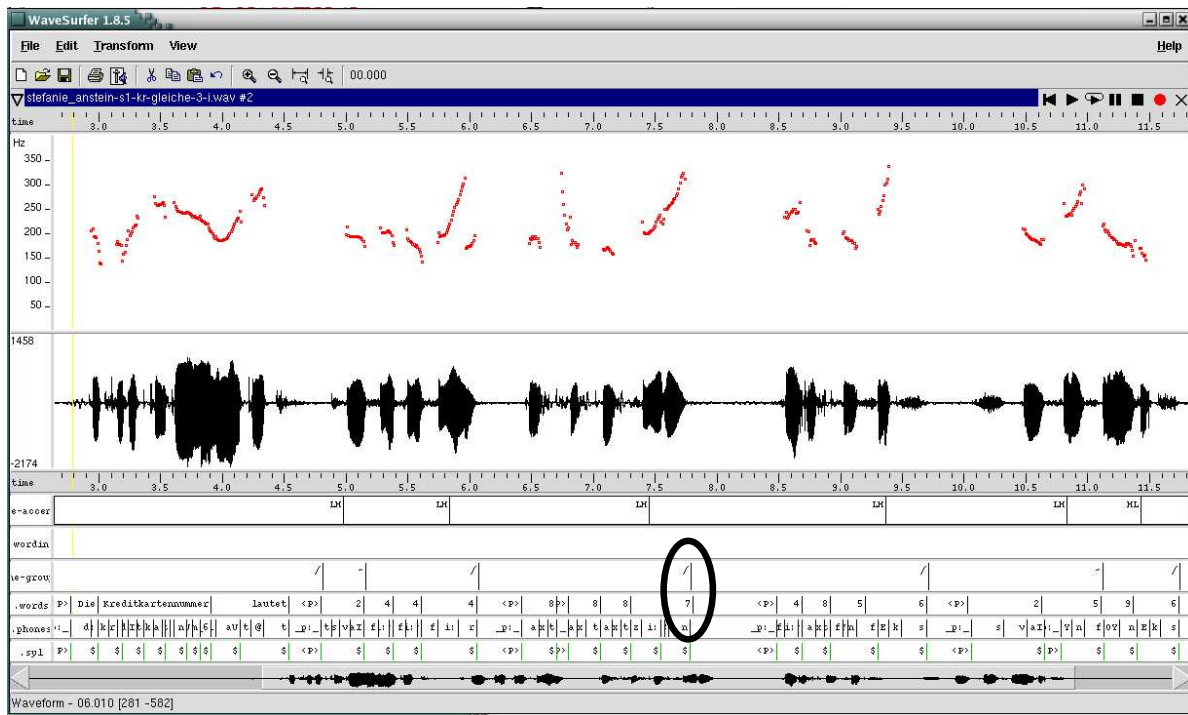 WaveSurfer 1.8.5
File Edit Transform View Help
00.000
stefanie_anstein-s1-kr-gleiche-3-i.wav #2
time 3.0 3.5 4.0 4.5 5.0 5.5 6.0 6.5 7.0 7.5 8.0 8.5 9.0 9.5 10.0 10.5 11.0 11.5
Hz
350
300
250
200
150
100
50
1458
-2174
time 3.0 3.5 4.0 4.5 5.0 5.5 6.0 6.5 7.0 7.5 8.0 8.5 9.0 9.5 10.0 10.5 11.0 11.5
e-accer LH LH LH LH LH HL
wordin
ne-grou / ~ / / / ~ /
.words P> Die Kreditkartennummer lautet <P> 2 4 4 4 <P> 8 P> 8 8 7 <P> 4 8 5 6 <P> 2 5 9 6
.phones
.syl P> $ $ $ $ $ $ $ $ $ <P> $ $ $ $ <P> $ P> $ $ $ $ <P> $ $ $ $ $ <P> $ P> $ $ $ $
Waveform - 06.010 [281 -582]